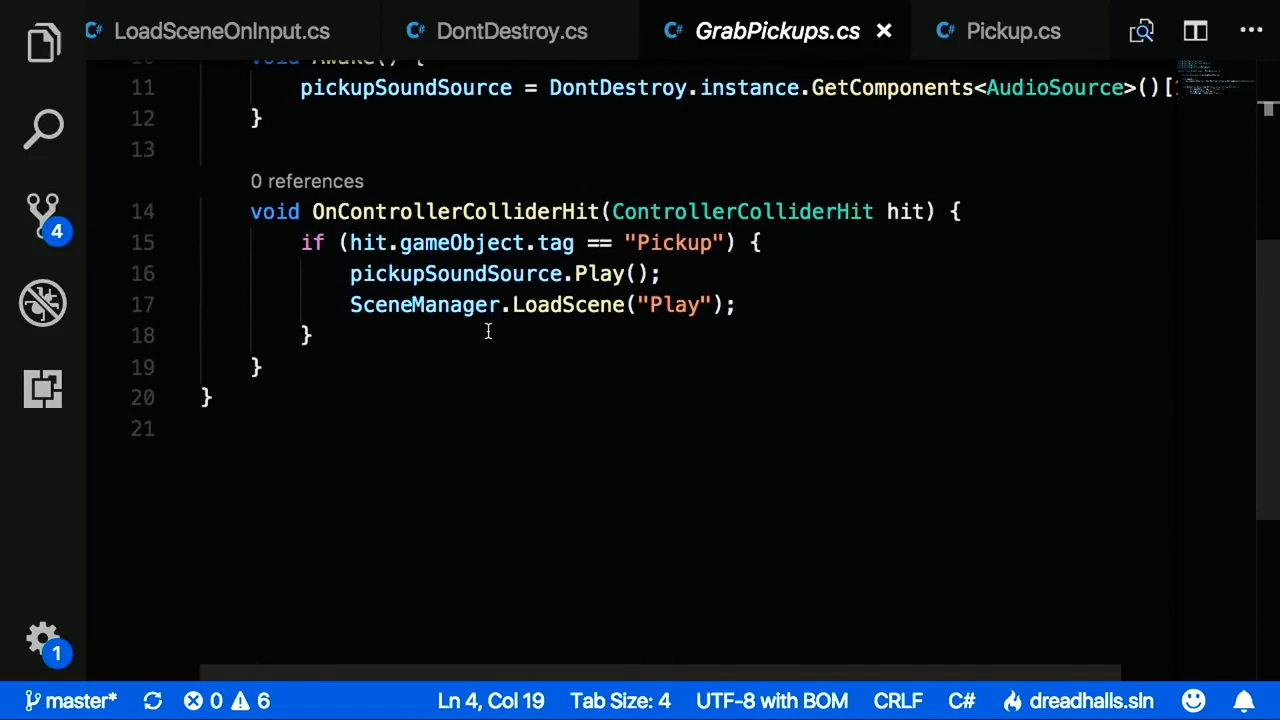 LoadSceneOnInput.cs DontDestroy.cs GrabPickups.cs Pickup.cs
10 void Awake() {
11 pickupSoundSource = DontDestroy.instance.GetComponents<AudioSource>()[
12 }
13
0 references
14 void OnControllerColliderHit(ControllerColliderHit hit) {
15 if (hit.gameObject.tag == "Pickup") {
16 pickupSoundSource.Play();
17 SceneManager.LoadScene("Play");
18 }
19 }
20 }
21
4
1
master* 0 6 Ln 4, Col 19 Tab Size: 4 UTF-8 with BOM CRLF C# dreadhalls.sln